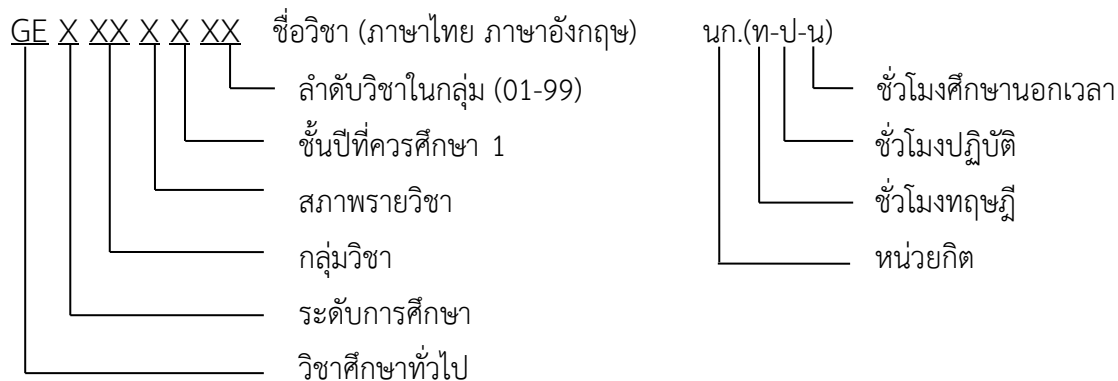 GE X XX X X XX ชื่อวิชา (ภาษาไทย ภาษาอังกฤษ) นก.(ท-ป-น)
ลำดับวิชาในกลุ่ม (01-99) ชั่วโมงศึกษานอกเวลา
ชั้นปีที่ควรศึกษา 1 ชั่วโมงปฏิบัติ
สภาพรายวิชา ชั่วโมงทฤษฎี
กลุ่มวิชา หน่วยกิต
ระดับการศึกษา
วิชาศึกษาทั่วไป